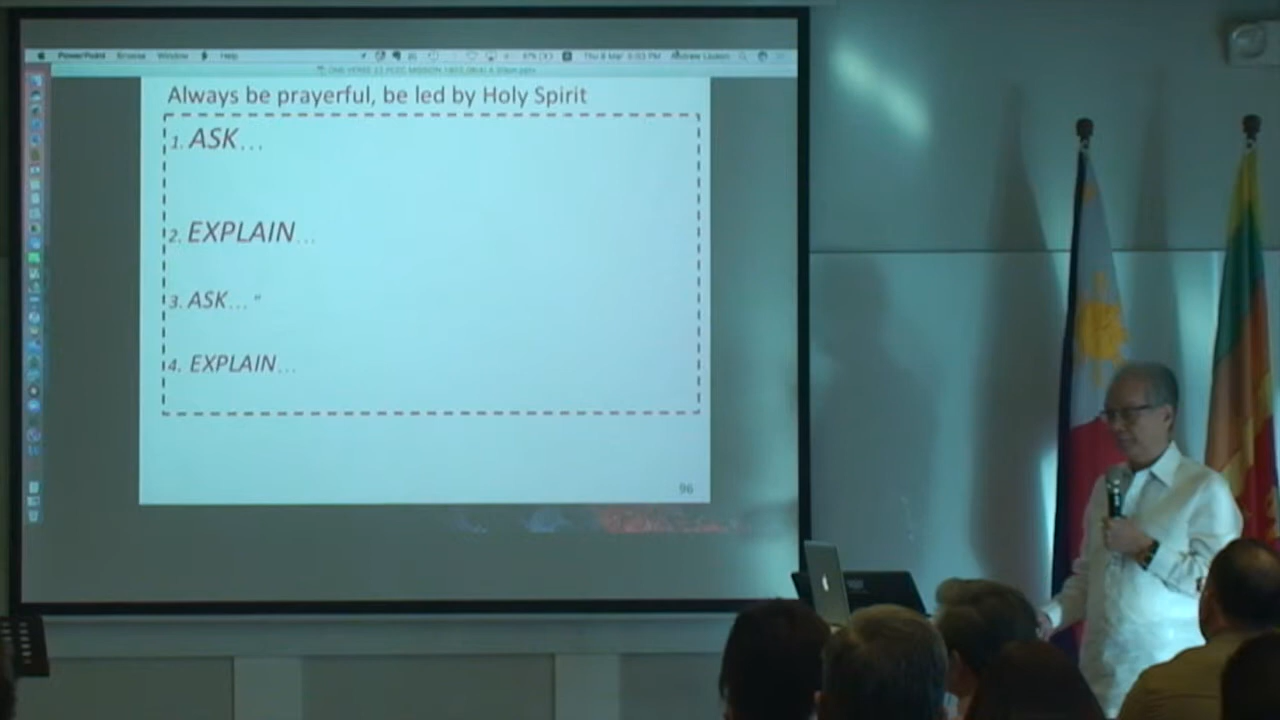 PowerPoint Browse Window Help
Always be prayerful, be led by Holy Spirit
1. ASK...
2. EXPLAIN...
3. ASK... "
4. EXPLAIN...
96